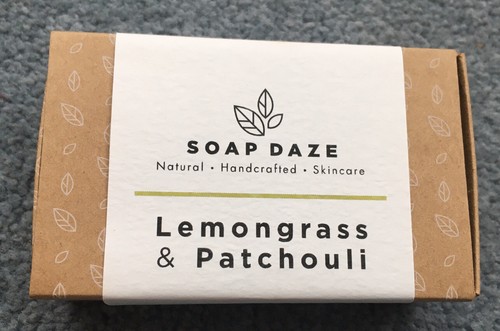 SOAP DAZE
Natural • Handcrafted • Skincare
Lemongrass
& Patchouli